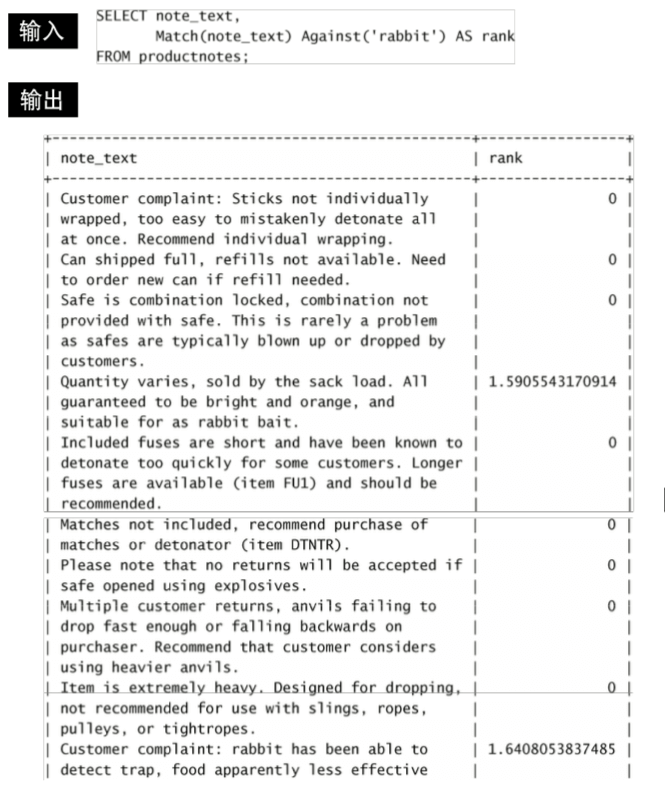 输入
SELECT note_text,
Match(note_text) Against('rabbit') AS rank
FROM productnotes;
输出
+-----------------------------------------------+----------------+
| note_text | rank |
+-----------------------------------------------+----------------+
| Customer complaint: Sticks not individually | 0 |
| wrapped, too easy to mistakenly detonate all | |
| at once. Recommend individual wrapping. | |
| Can shipped full, refills not available. Need | 0 |
| to order new can if refill needed. | |
| Safe is combination locked, combination not | 0 |
| provided with safe. This is rarely a problem | |
| as safes are typically blown up or dropped by | |
| customers. | |
| Quantity varies, sold by the sack load. All | 1.5905543170914 |
| guaranteed to be bright and orange, and | |
| suitable for as rabbit bait. | |
| Included fuses are short and have been known to | 0 |
| detonate too quickly for some customers. Longer | |
| fuses are available (item FU1) and should be | |
| recommended. | |
| Matches not included, recommend purchase of | 0 |
| matches or detonator (item DTNTR). | |
| Please note that no returns will be accepted if | 0 |
| safe opened using explosives. | |
| Multiple customer returns, anvils failing to | 0 |
| drop fast enough or falling backwards on | |
| purchaser. Recommend that customer considers | |
| using heavier anvils. | |
| Item is extremely heavy. Designed for dropping, | 0 |
| not recommended for use with slings, ropes, | |
| pulleys, or tightropes. | |
| Customer complaint: rabbit has been able to | 1.6408053837485 |
| detect trap, food apparently less effective | |